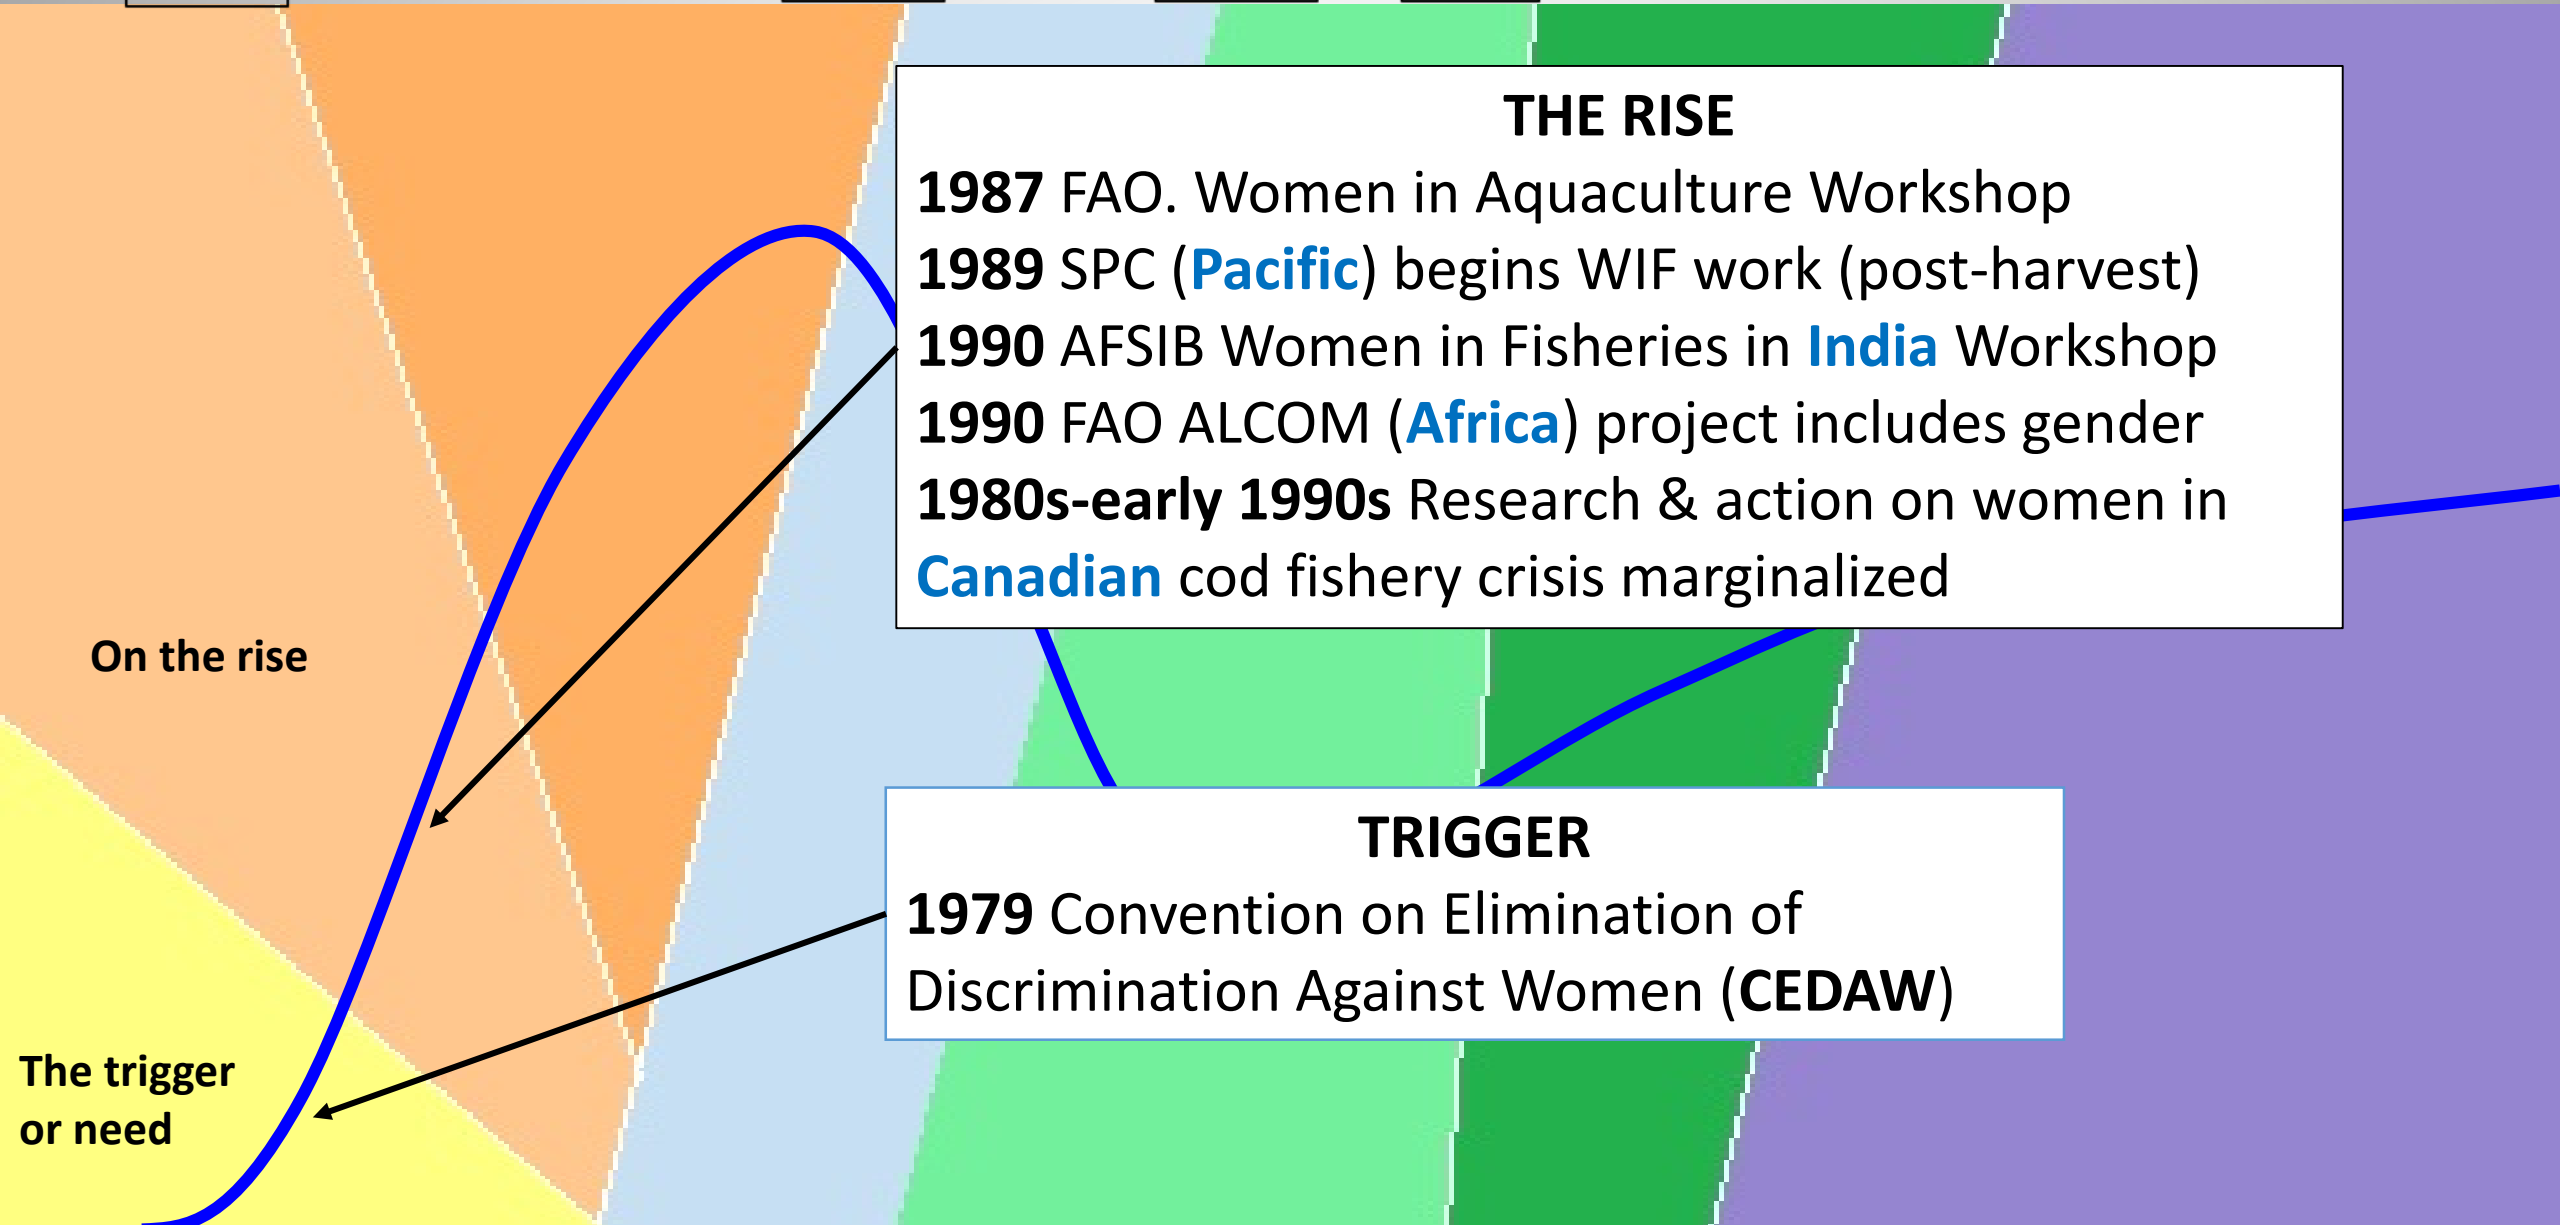 THE RISE
1987 FAO. Women in Aquaculture Workshop
1989 SPC (Pacific) begins WIF work (post-harvest)
1990 AFSIB Women in Fisheries in India Workshop
1990 FAO ALCOM (Africa) project includes gender
1980s-early 1990s Research & action on women in
Canadian cod fishery crisis marginalized
On the rise
TRIGGER
1979 Convention on Elimination of
Discrimination Against Women (CEDAW)
The trigger
or need